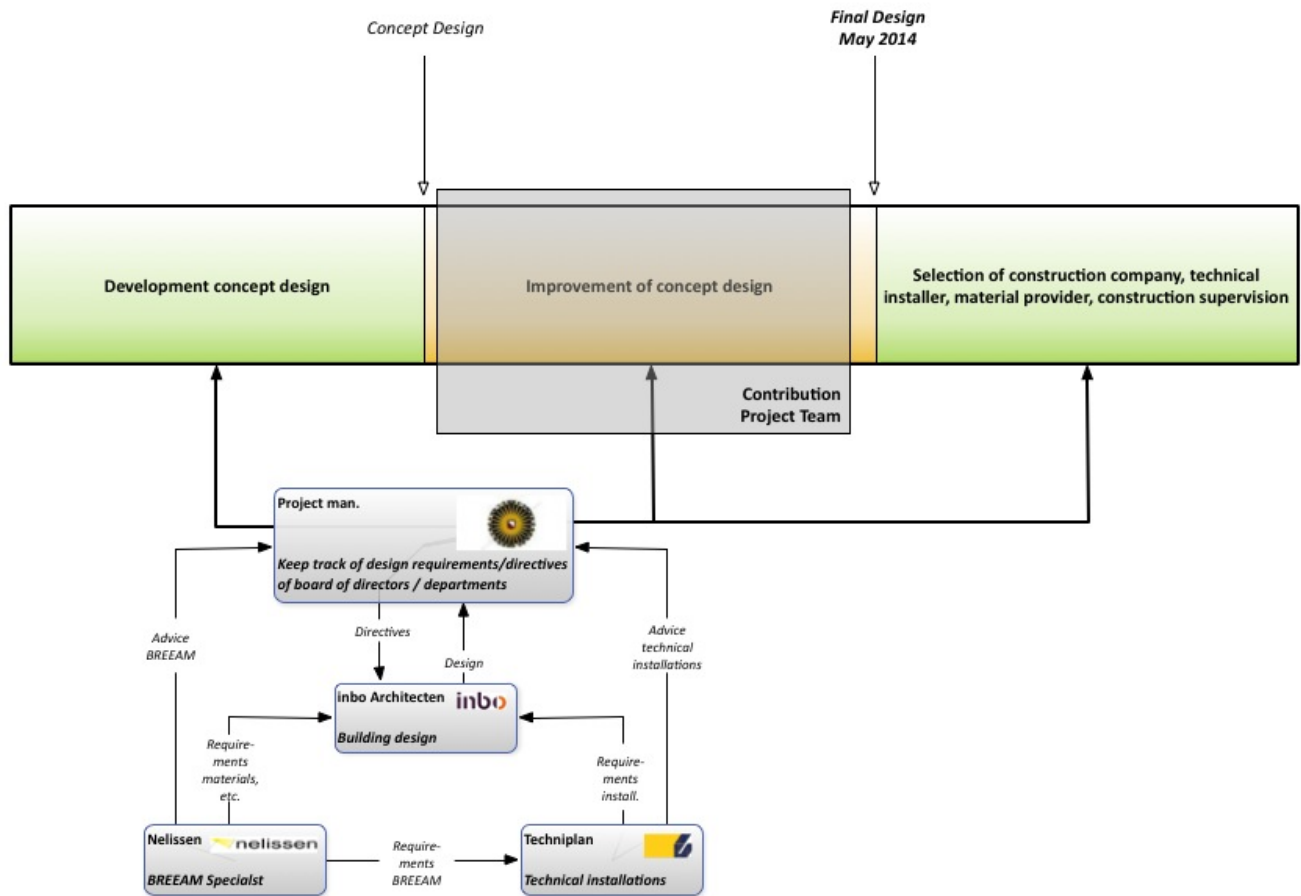 Concept Design
Final Design
May 2014
Development concept design
Improvement of concept design
Selection of construction company, technical
installer, material provider, construction supervision
Contribution
Project Team
Project man.
Keep track of design requirements/directives
of board of directors / departments
Advice
BREEAM
Directives
Design
Advice
technical
installations
inbo Architecten
inbo
Building design
Require-
ments
materials,
etc.
Require-
ments
install.
Nelissen
nelissen
BREEAM Specialst
Require-
ments
BREEAM
Techniplan
Technical installations